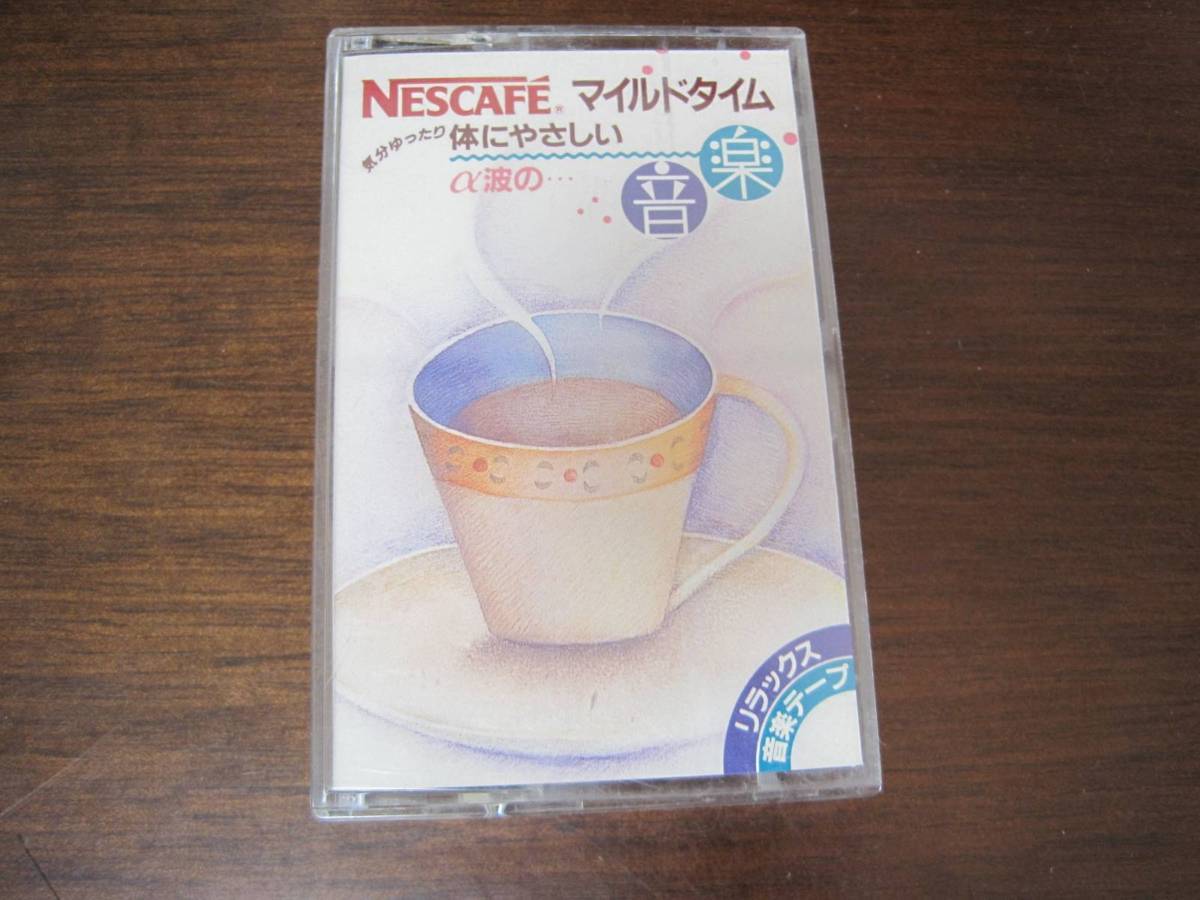 NESCAFÉ® マイルドタイム
気分ゆったり 体にやさしい
α波の… 音楽
リラックス
音楽テープ